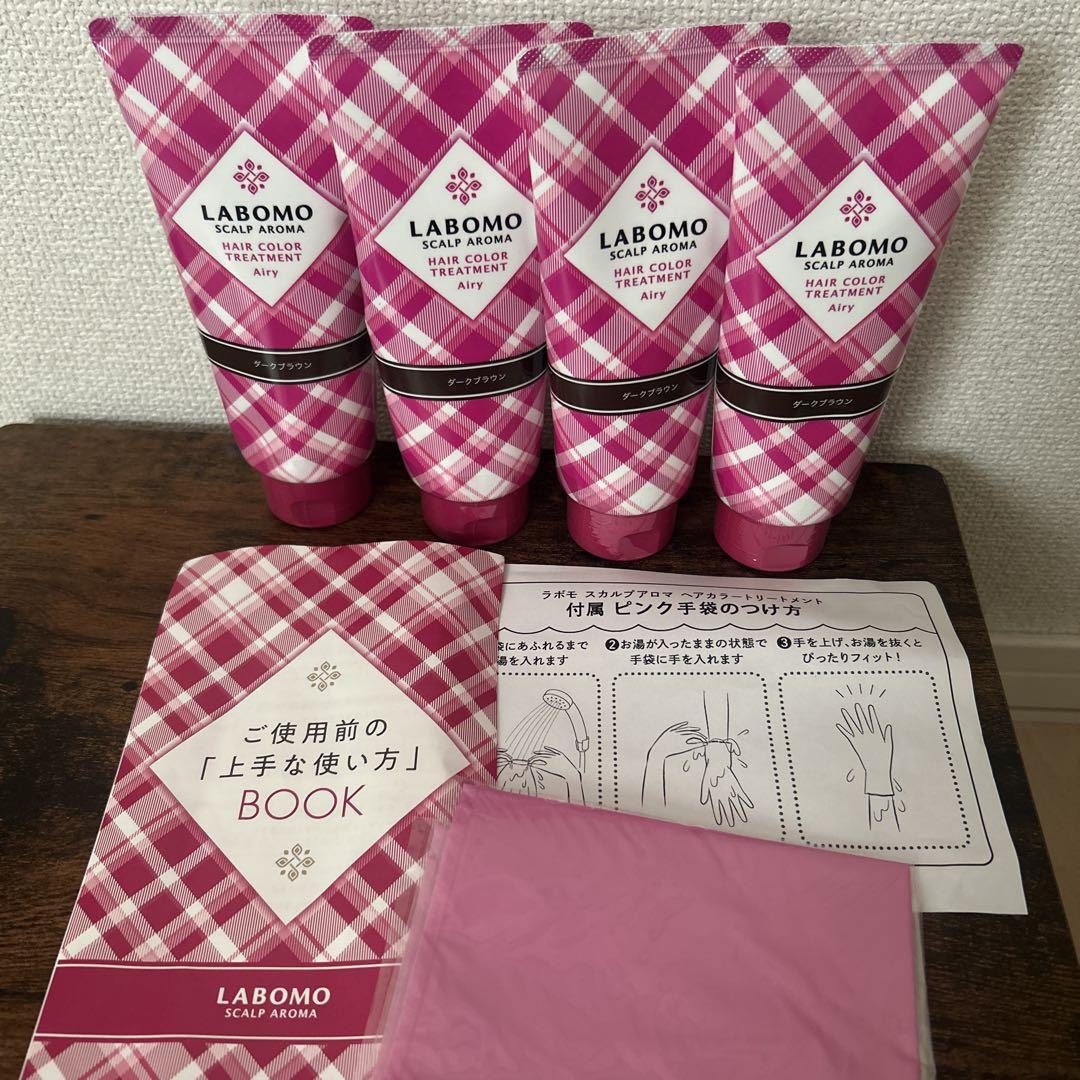 LABOMO
SCALP AROMA
HAIR COLOR
TREATMENT
Airy
ダークブラウン
LABOMO
SCALP AROMA
HAIR COLOR
TREATMENT
Airy
ダークブラウン
LABOMO
SCALP AROMA
HAIR COLOR
TREATMENT
Airy
ダークブラウン
LABOMO
SCALP AROMA
HAIR COLOR
TREATMENT
Airy
ダークブラウン
ご使用前の
「上手な使い方」
BOOK
LABOMO
SCALP AROMA
ラボモ スカルプアロマ ヘアカラートリートメント
付属 ピンク手袋のつけ方
袋にあふれるまで
湯を入れます
❷お湯が入ったままの状態で
手袋に手を入れます
❸手を上げ、お湯を抜くと
ぴったりフィット！